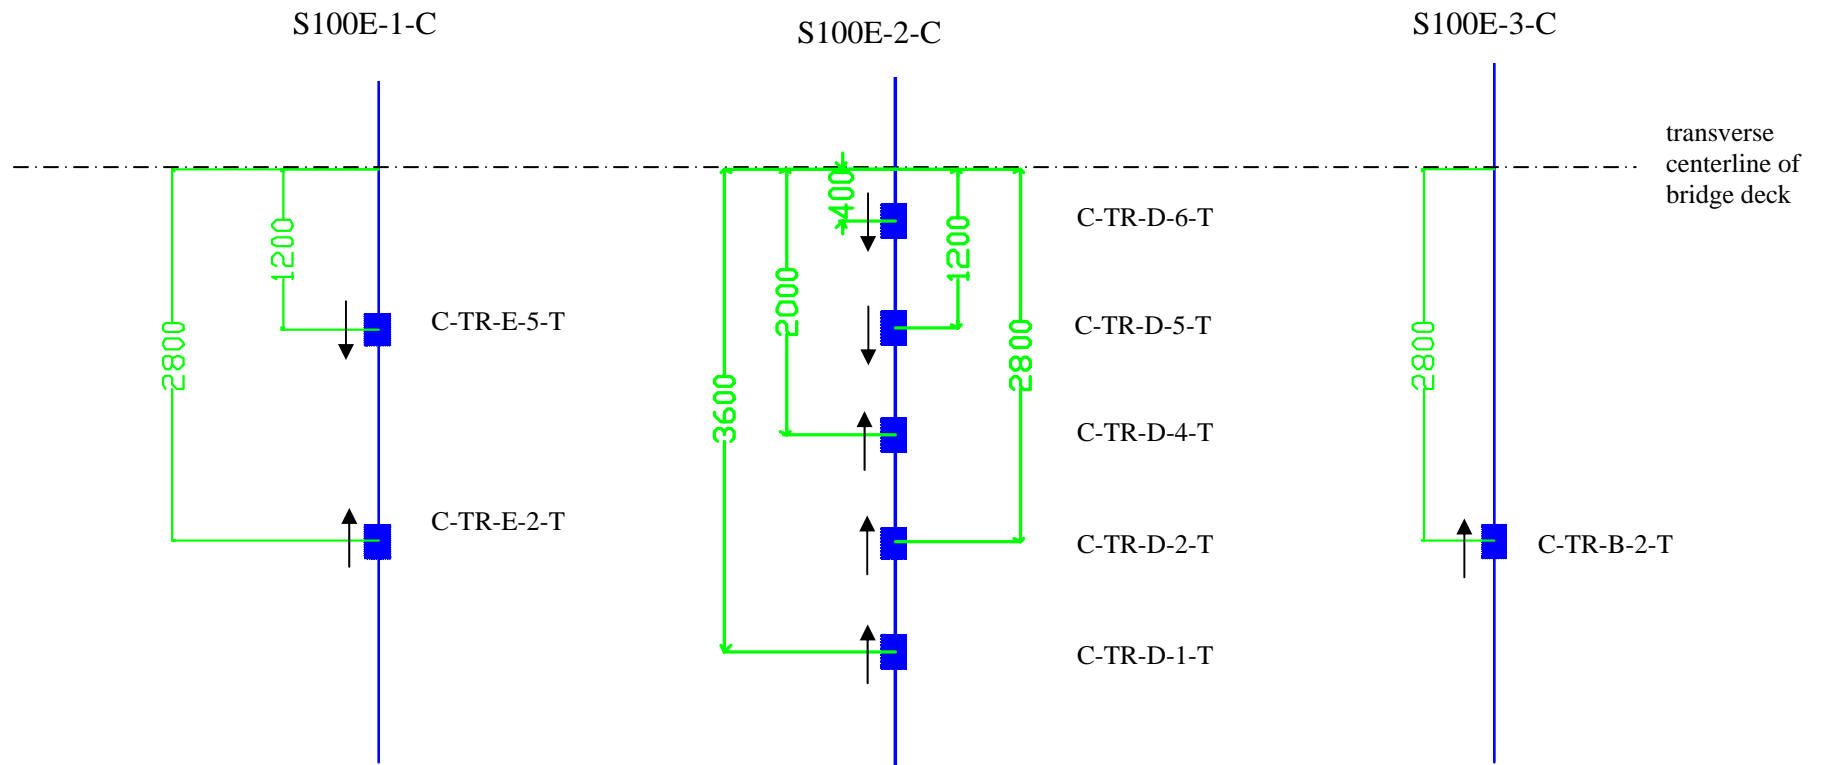 S100E-1-C
S100E-2-C
S100E-3-C
transverse
centerline of
bridge deck
400
C-TR-D-6-T
1200
1200
2000
C-TR-E-5-T
C-TR-D-5-T
2800
2800
2800
3600
C-TR-D-4-T
C-TR-E-2-T
C-TR-D-2-T
C-TR-B-2-T
C-TR-D-1-T